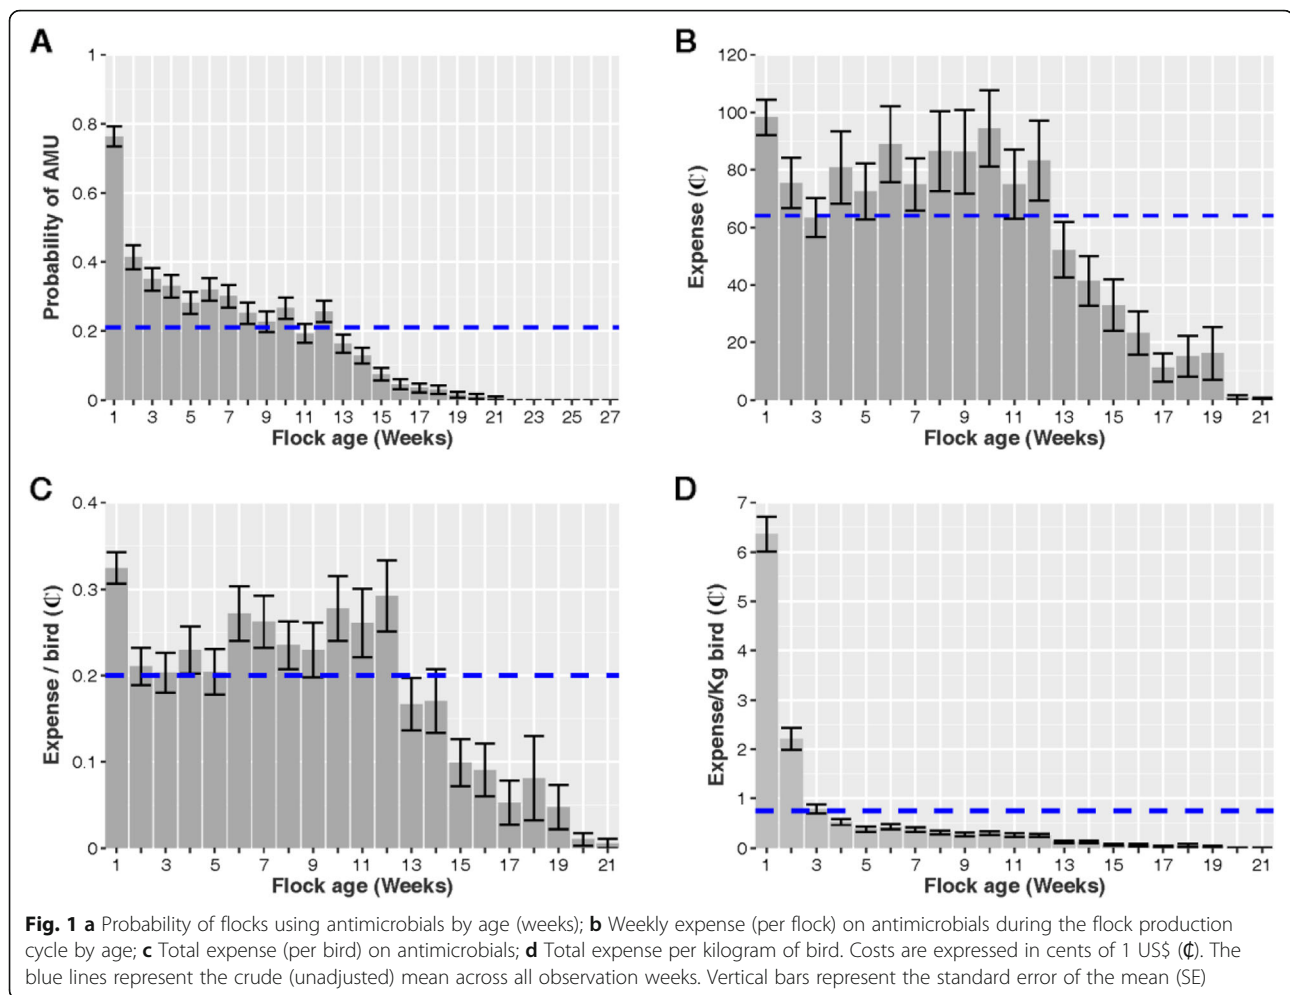 A
1
0.8
0.6
0.4
0.2
0
Probability of AMU
1 3 5 7 9 11 13 15 17 19 21 23 25 27
Flock age (Weeks)
B
120
100
80
60
40
20
0
Expense (₵)
1 3 5 7 9 11 13 15 17 19 21
Flock age (Weeks)
C
0.4
0.3
0.2
0.1
0
Expense / bird (₵)
1 3 5 7 9 11 13 15 17 19 21
Flock age (Weeks)
D
7
6
5
4
3
2
1
0
Expense/Kg bird (₵)
1 3 5 7 9 11 13 15 17 19 21
Flock age (Weeks)
Fig. 1 a Probability of flocks using antimicrobials by age (weeks); b Weekly expense (per flock) on antimicrobials during the flock production
cycle by age; c Total expense (per bird) on antimicrobials; d Total expense per kilogram of bird. Costs are expressed in cents of 1 US$ (₵). The
blue lines represent the crude (unadjusted) mean across all observation weeks. Vertical bars represent the standard error of the mean (SE)